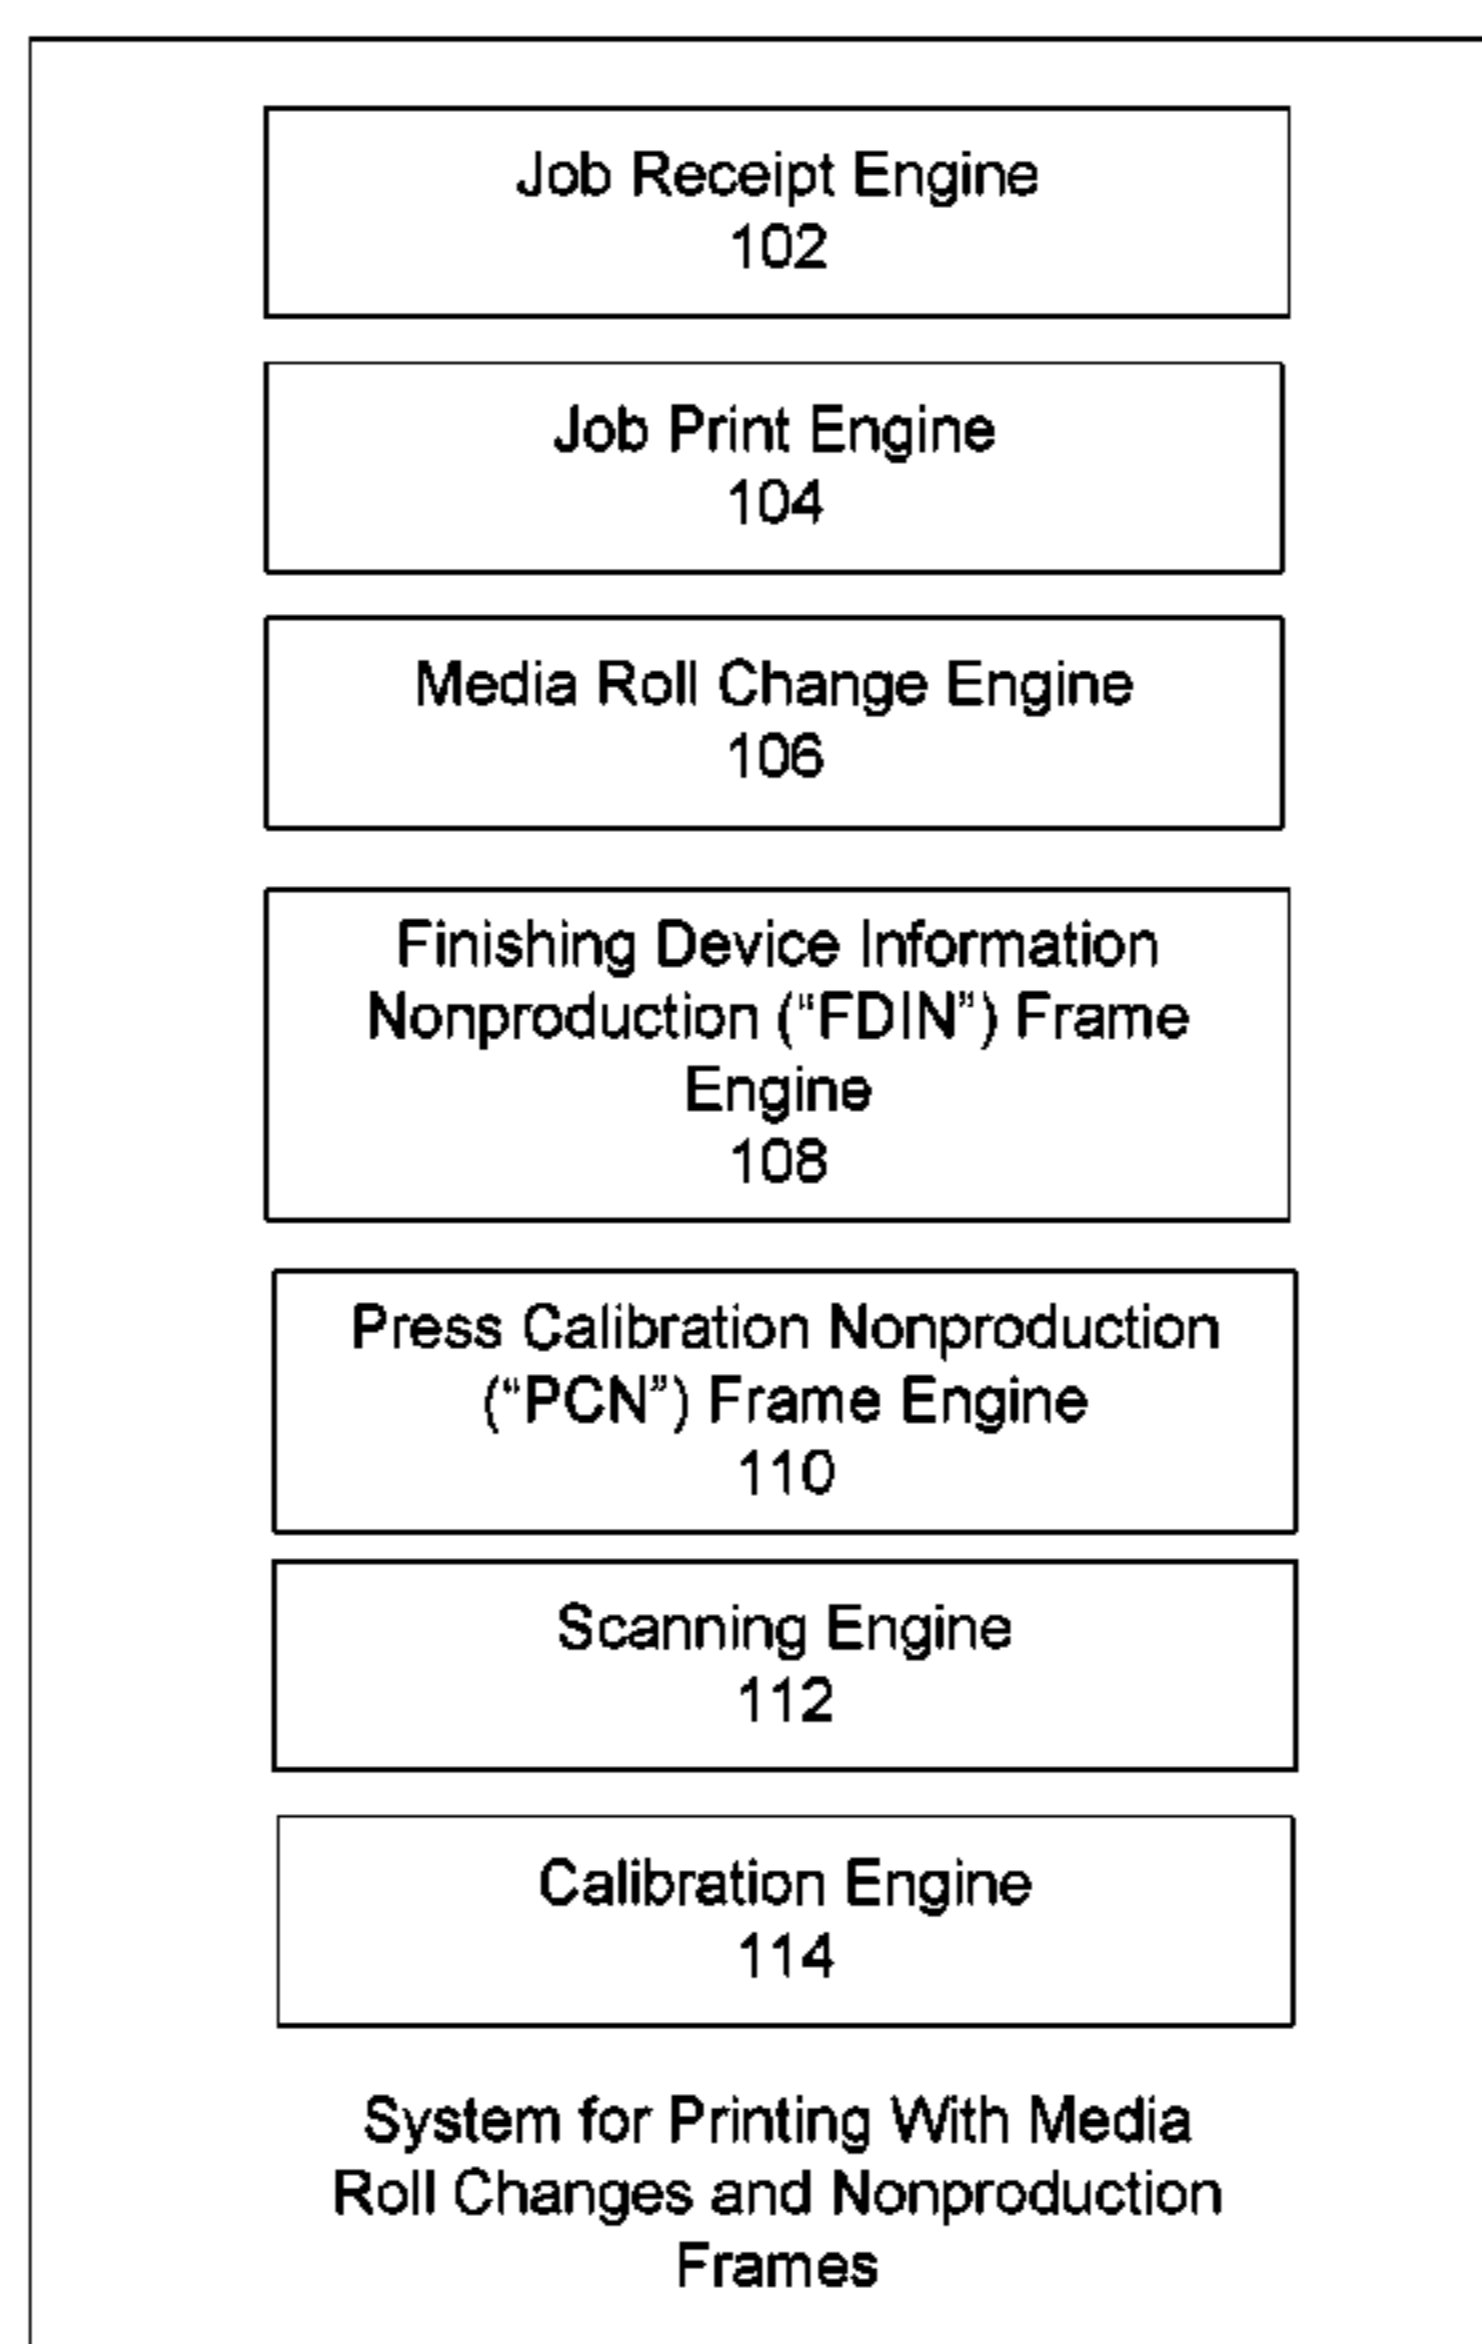 Job Receipt Engine
102
Job Print Engine
104
Media Roll Change Engine
106
Finishing Device Information
Nonproduction (“FDIN”) Frame
Engine
108
Press Calibration Nonproduction
(“PCN”) Frame Engine
110
Scanning Engine
112
Calibration Engine
114
System for Printing With Media
Roll Changes and Nonproduction
Frames